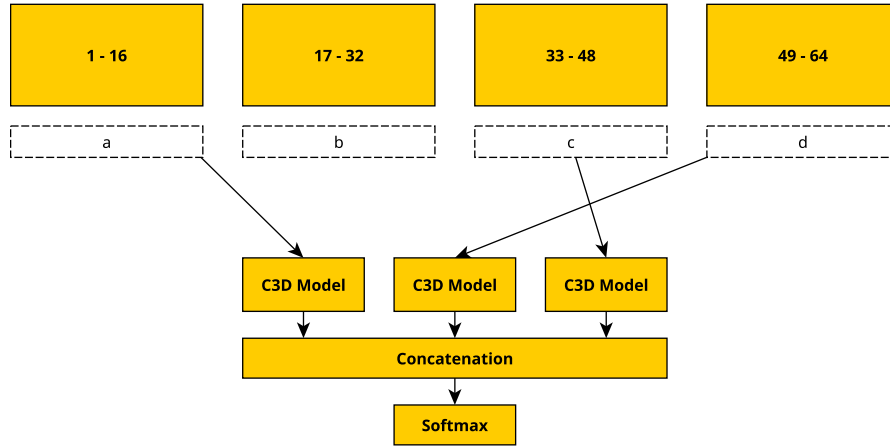 1 - 16
17 - 32
33 - 48
49 - 64
a
b
c
d
C3D Model
C3D Model
C3D Model
Concatenation
Softmax